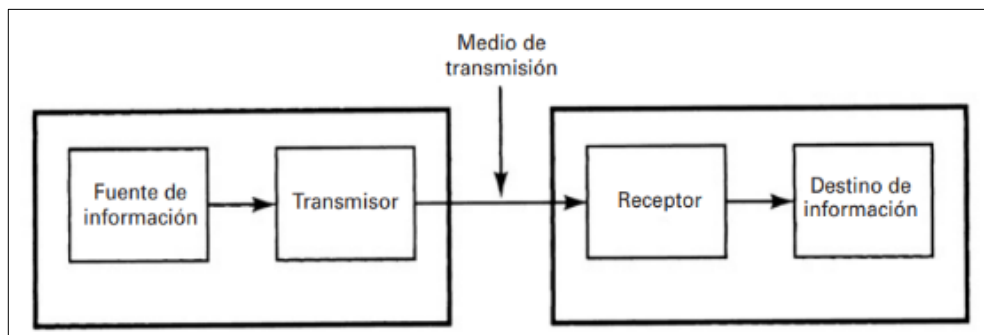 Medio de
transmisión
Fuente de
información
Transmisor
Receptor
Destino de
información